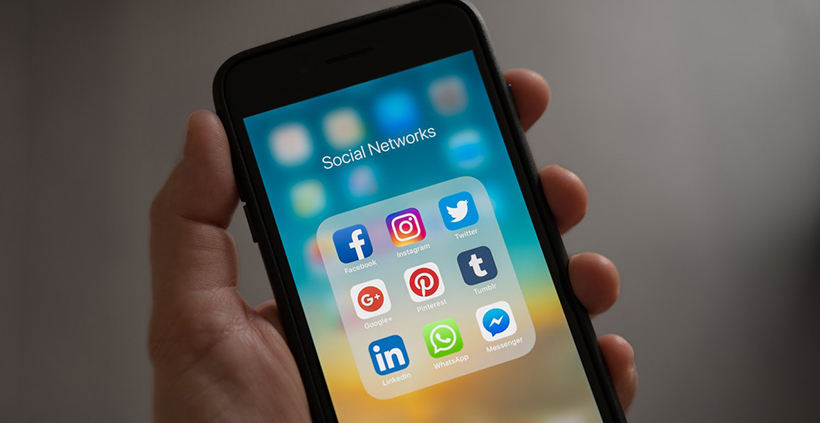 Social Networks
Facebook Instagram Twitter
Google+ Pinterest Tumblr
LinkedIn WhatsApp Messenger